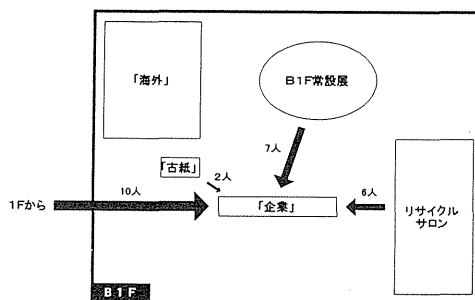 「海外」
B1F常設展
7人
「古紙」
2人
10人
1Fから
「企業」
6人
リサイクル
サロン
B1F